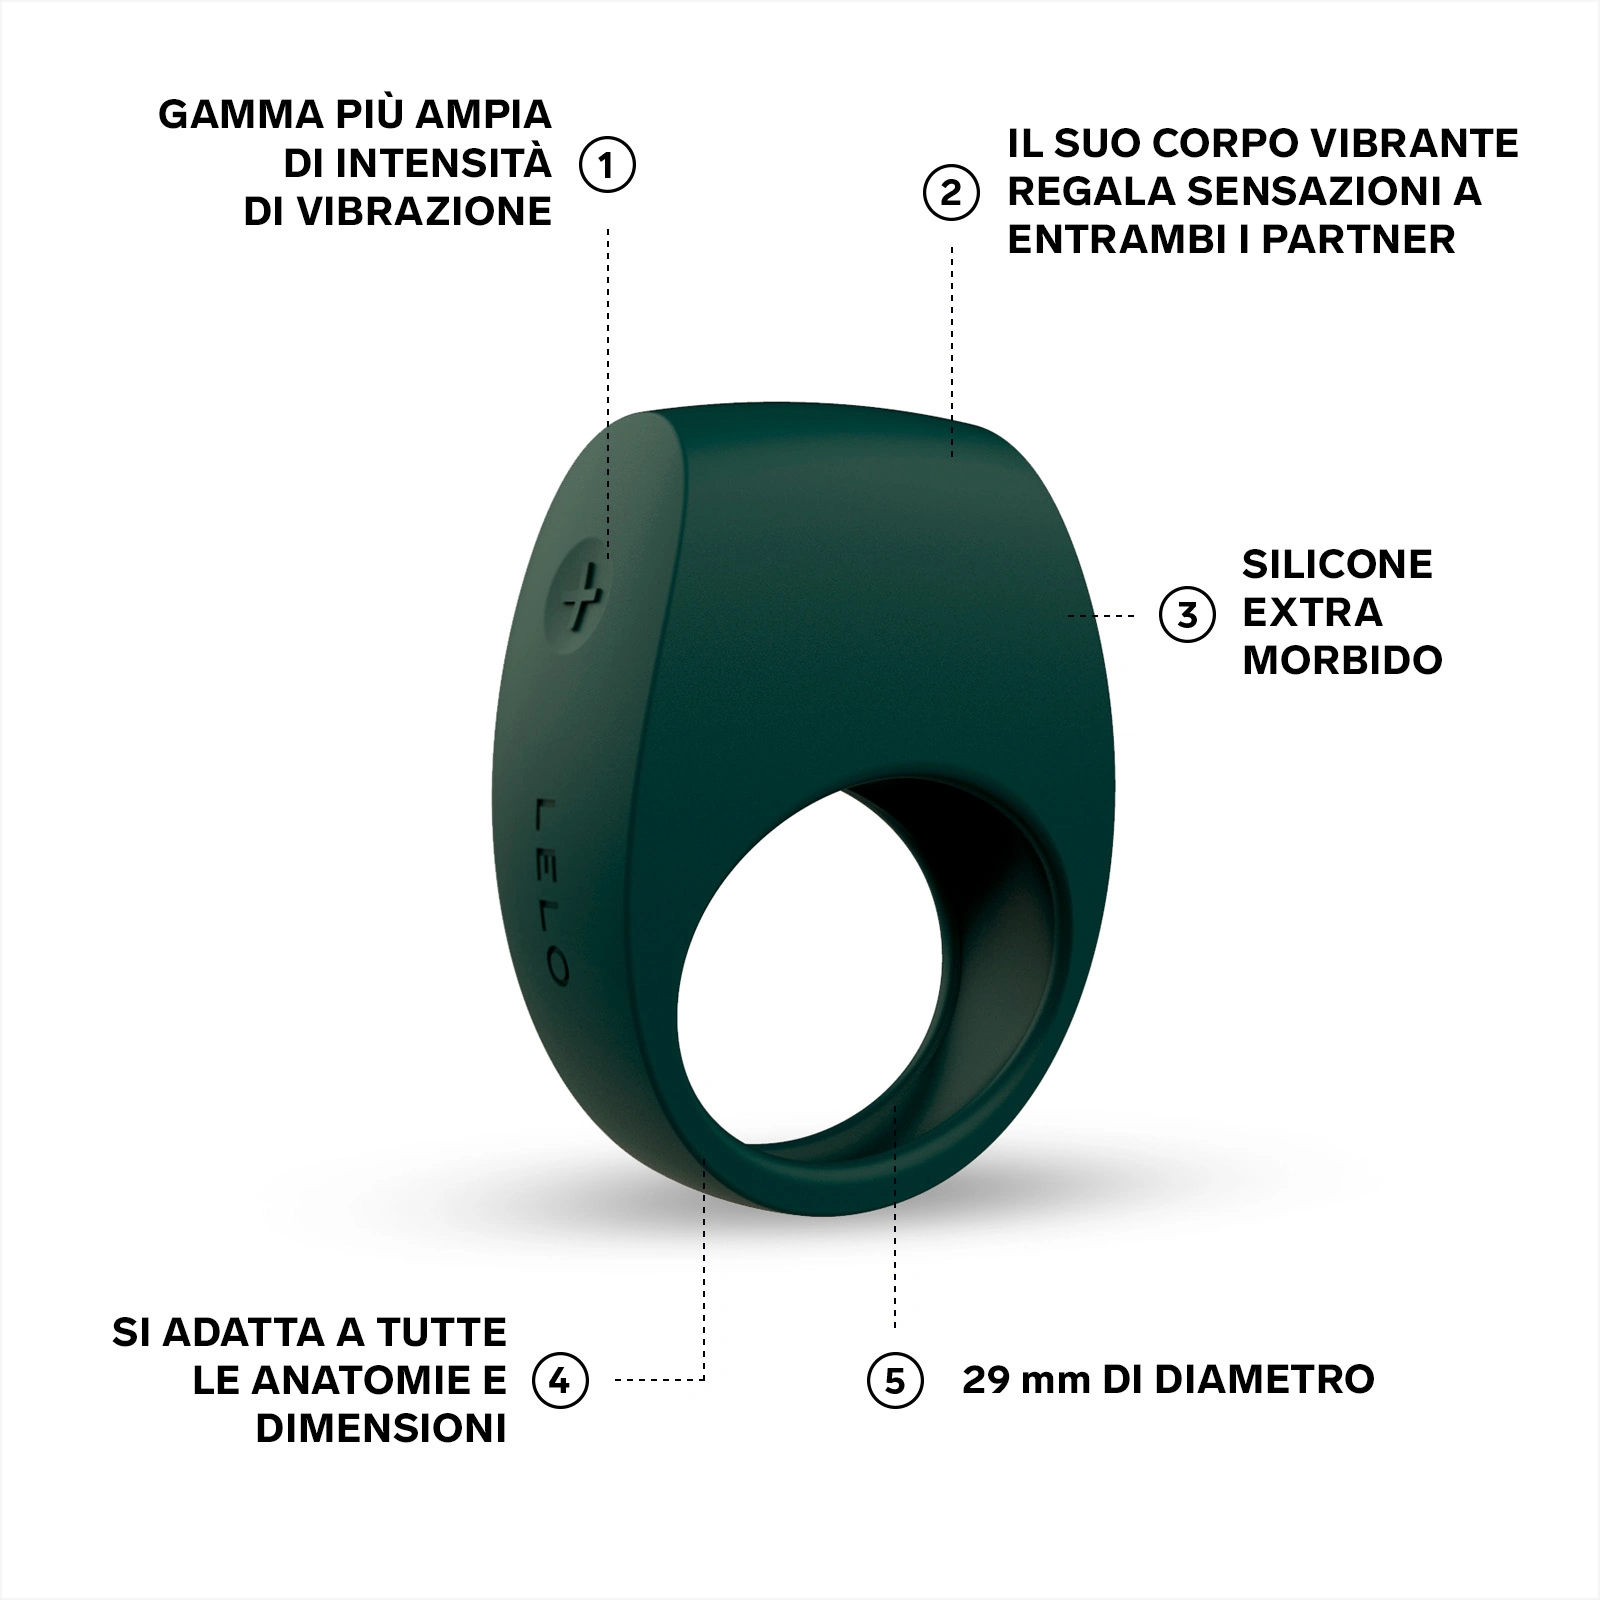 GAMMA PIÙ AMPIA
DI INTENSITÀ
DI VIBRAZIONE
1
2
IL SUO CORPO VIBRANTE
REGALA SENSAZIONI A
ENTRAMBI I PARTNER
3
SILICONE
EXTRA
MORBIDO
+
LELO
SI ADATTA A TUTTE
LE ANATOMIE E
DIMENSIONI
4
5
29 mm DI DIAMETRO